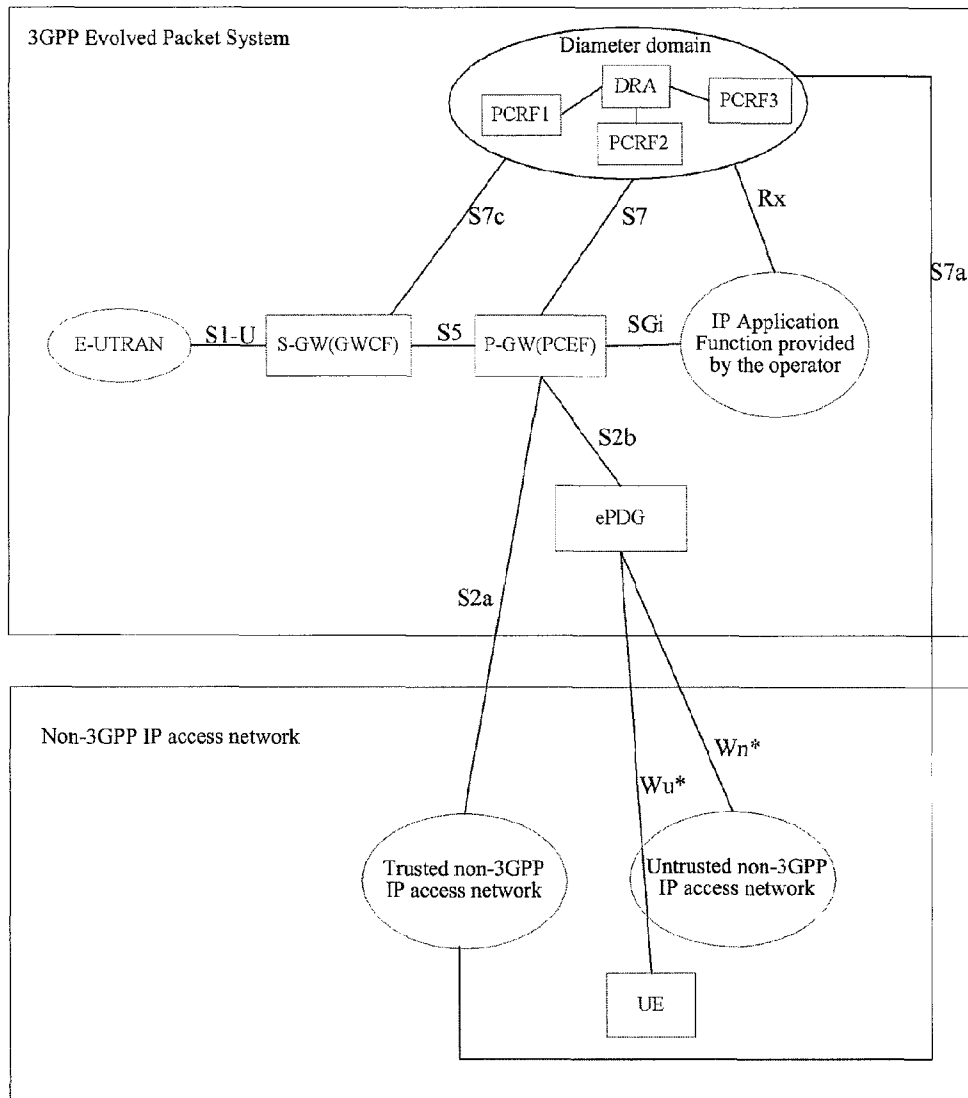 3GPP Evolved Packet System
Diameter domain
DRA
PCRF1
PCRF3
PCRF2
S7c
S7
Rx
S7a
E-UTRAN
S1-U
S-GW(GWCF)
S5
P-GW(PCEF)
SGi
IP Application
Function provided
by the operator
S2b
ePDG
S2a
Non-3GPP IP access network
Wn*
Wu*
Trusted non-3GPP
IP access network
Untrusted non-3GPP
IP access network
UE